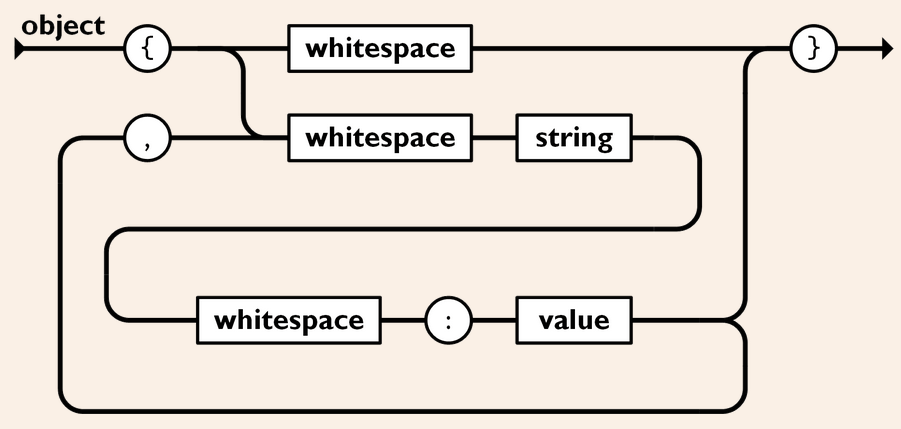 object
{ whitespace }
, whitespace string
whitespace : value